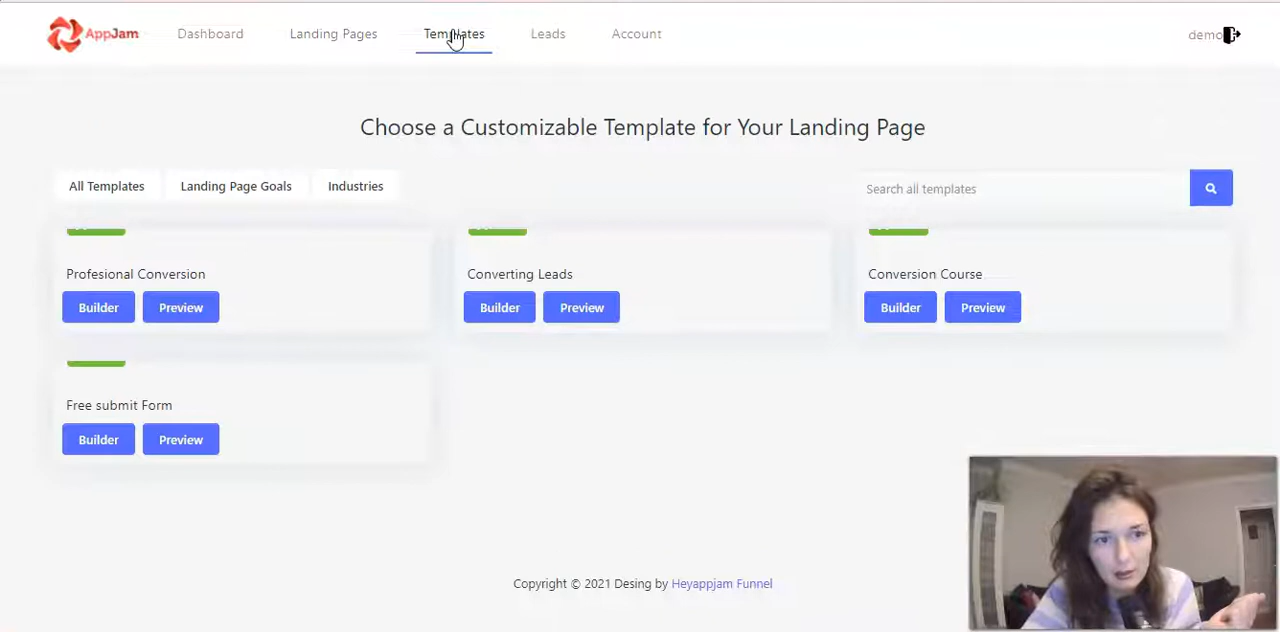 AppJam Dashboard Landing Pages Templates Leads Account demo
Choose a Customizable Template for Your Landing Page
All Templates Landing Page Goals Industries Search all templates
Profesional Conversion Converting Leads Conversion Course
Builder Preview Builder Preview Builder Preview
Free submit Form
Builder Preview
Copyright © 2021 Desing by Heyappjam Funnel